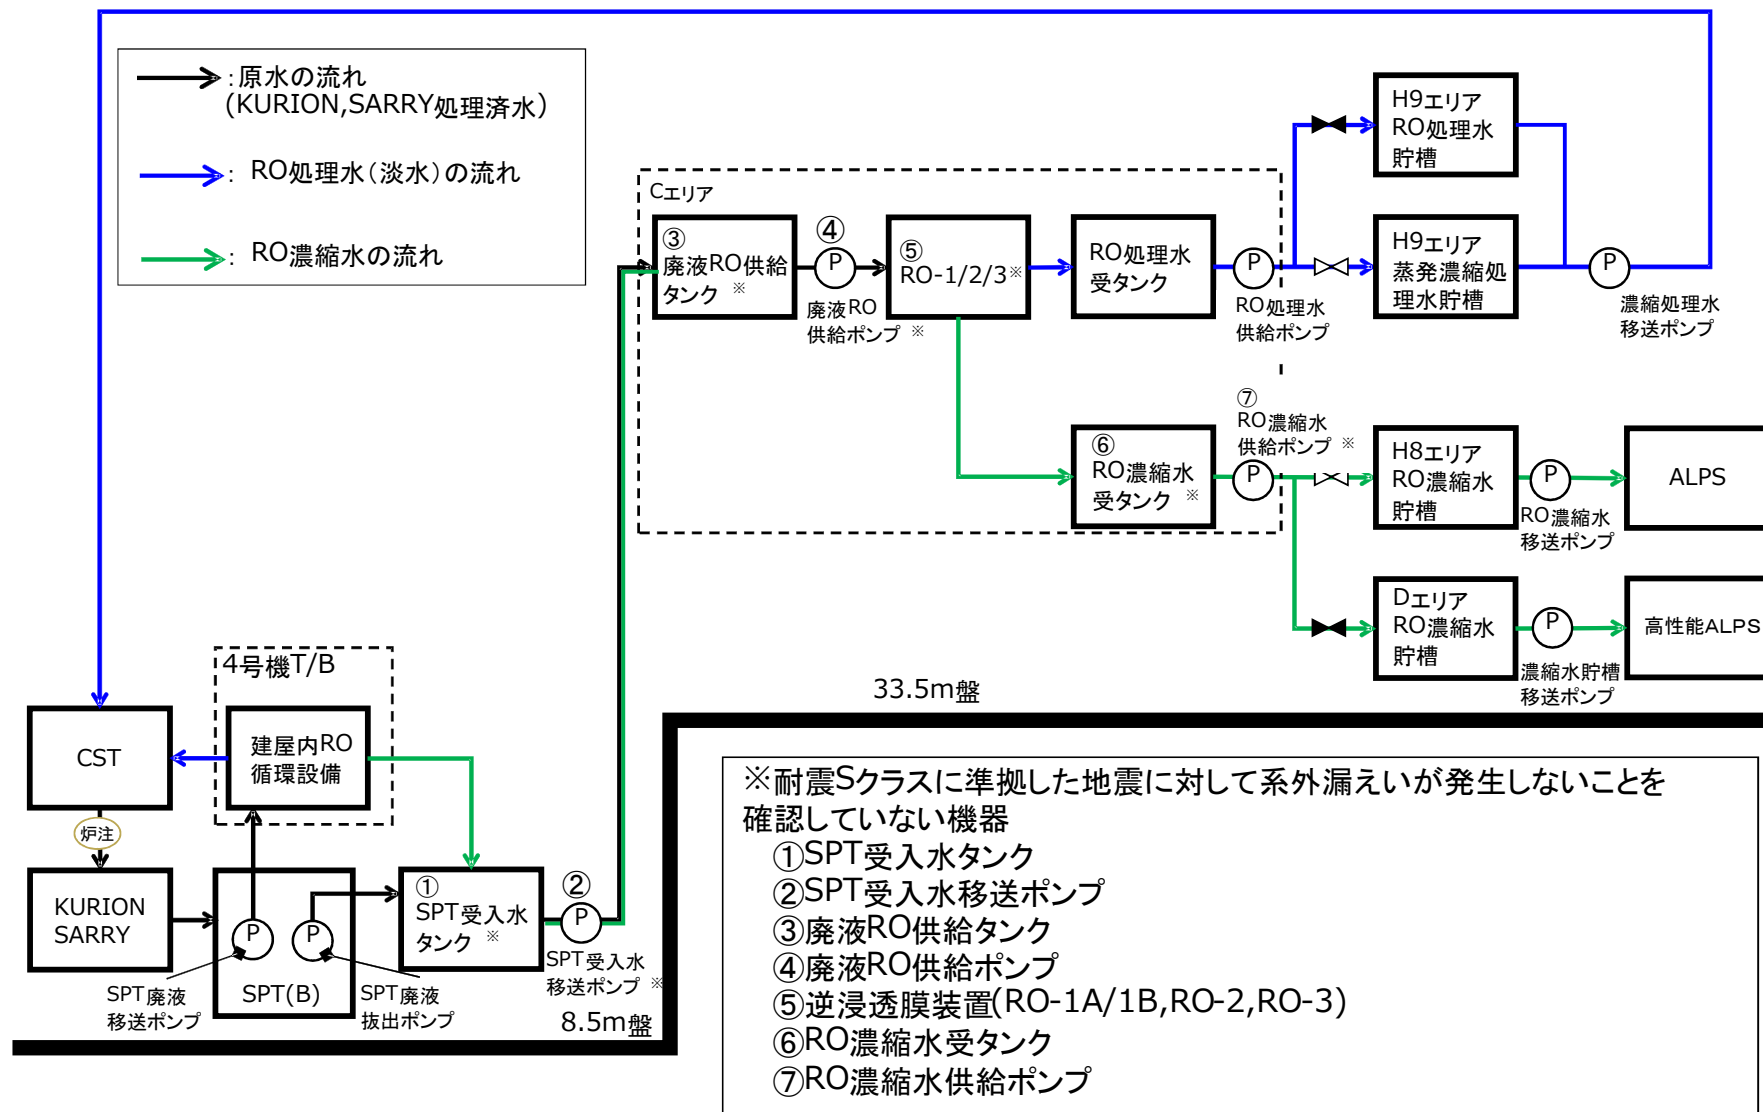 :原水の流れ
(KURION,SARRY処理済水)
: RO処理水(淡水)の流れ
: RO濃縮水の流れ
Cエリア
③
廃液RO供給
タンク ※
④
P
廃液RO
供給ポンプ ※
⑤
RO-1/2/3※
RO処理水
受タンク
P
RO処理水
供給ポンプ
H9エリア
RO処理水
貯槽
H9エリア
蒸発濃縮処
理水貯槽
P
濃縮処理水
移送ポンプ
⑥
RO濃縮水
受タンク ※
⑦
RO濃縮水
供給ポンプ ※
P
H8エリア
RO濃縮水
貯槽
P
RO濃縮水
移送ポンプ
ALPS
Dエリア
RO濃縮水
貯槽
P
濃縮水貯槽
移送ポンプ
高性能ALPS
33.5m盤
4号機T/B
建屋内RO
循環設備
CST
炉注
KURION
SARRY
P
P
SPT(B)
SPT廃液
移送ポンプ
SPT廃液
抜出ポンプ
①
SPT受入水
タンク ※
②
P
SPT受入水
移送ポンプ ※
8.5m盤
※耐震Sクラスに準拠した地震に対して系外漏えいが発生しないことを
確認していない機器
①SPT受入水タンク
②SPT受入水移送ポンプ
③廃液RO供給タンク
④廃液RO供給ポンプ
⑤逆浸透膜装置(RO-1A/1B,RO-2,RO-3)
⑥RO濃縮水受タンク
⑦RO濃縮水供給ポンプ